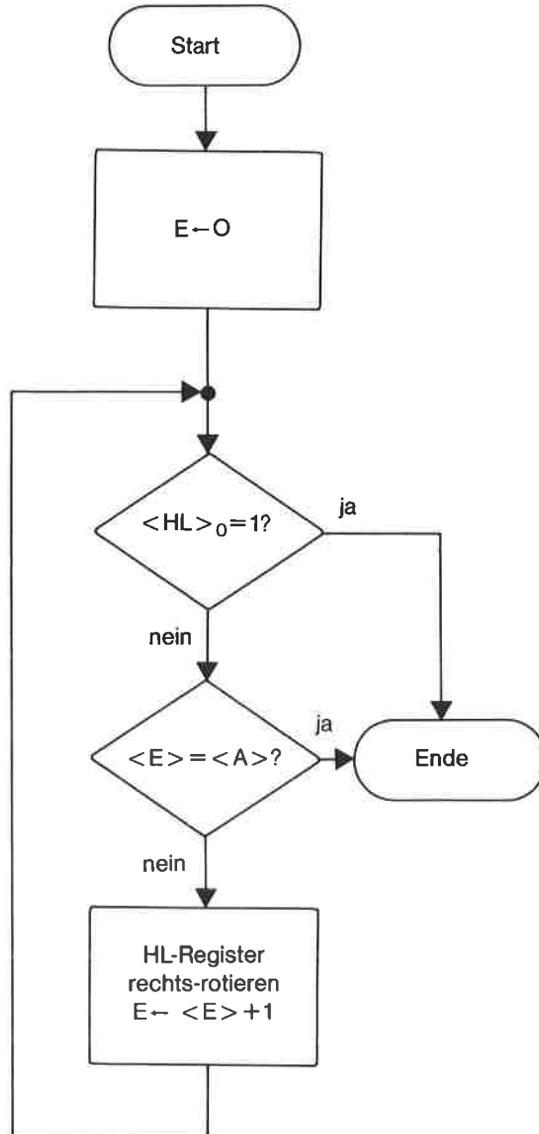 Start
E←O
<HL>₀=1?
ja
nein
<E>=<A>?
ja
Ende
nein
HL-Register
rechts-rotieren
E← <E>+1